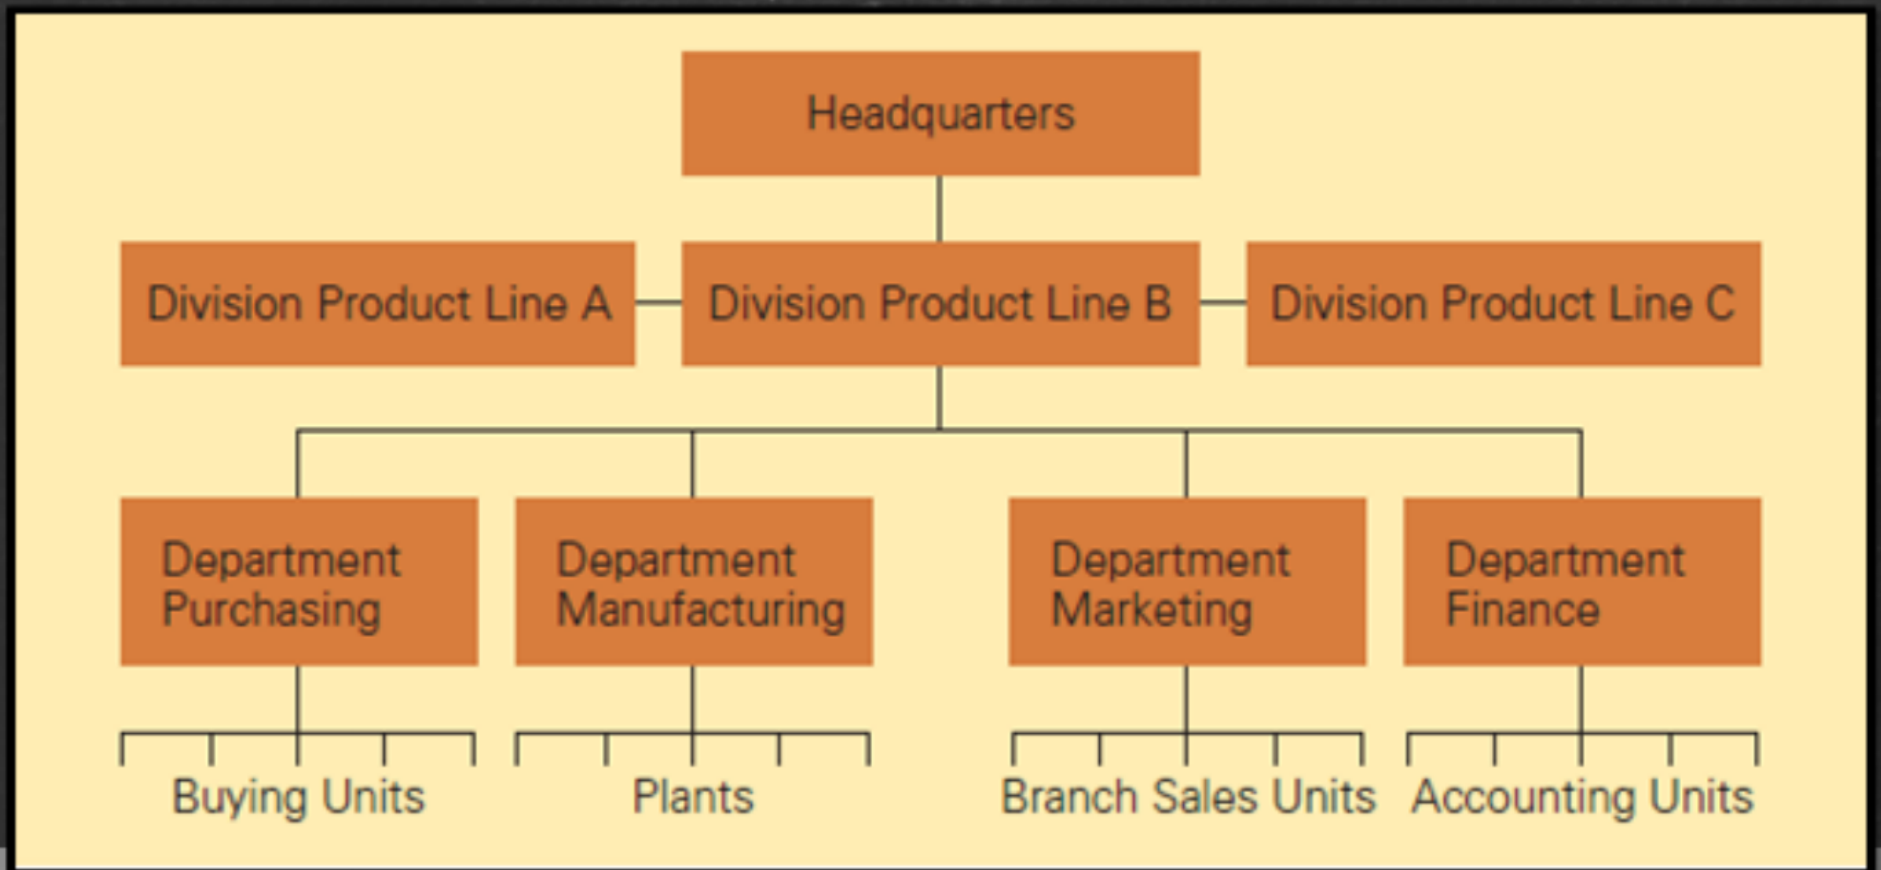 Headquarters
Division Product Line A
Division Product Line B
Division Product Line C
Department
Purchasing
Department
Manufacturing
Department
Marketing
Department
Finance
Buying Units
Plants
Branch Sales Units
Accounting Units